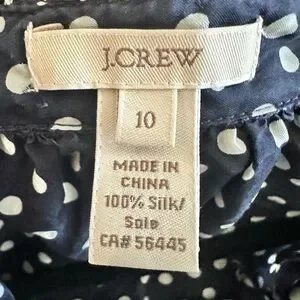 J.CREW
10
MADE IN
CHINA
100% Silk/
Soie
CA# 56445